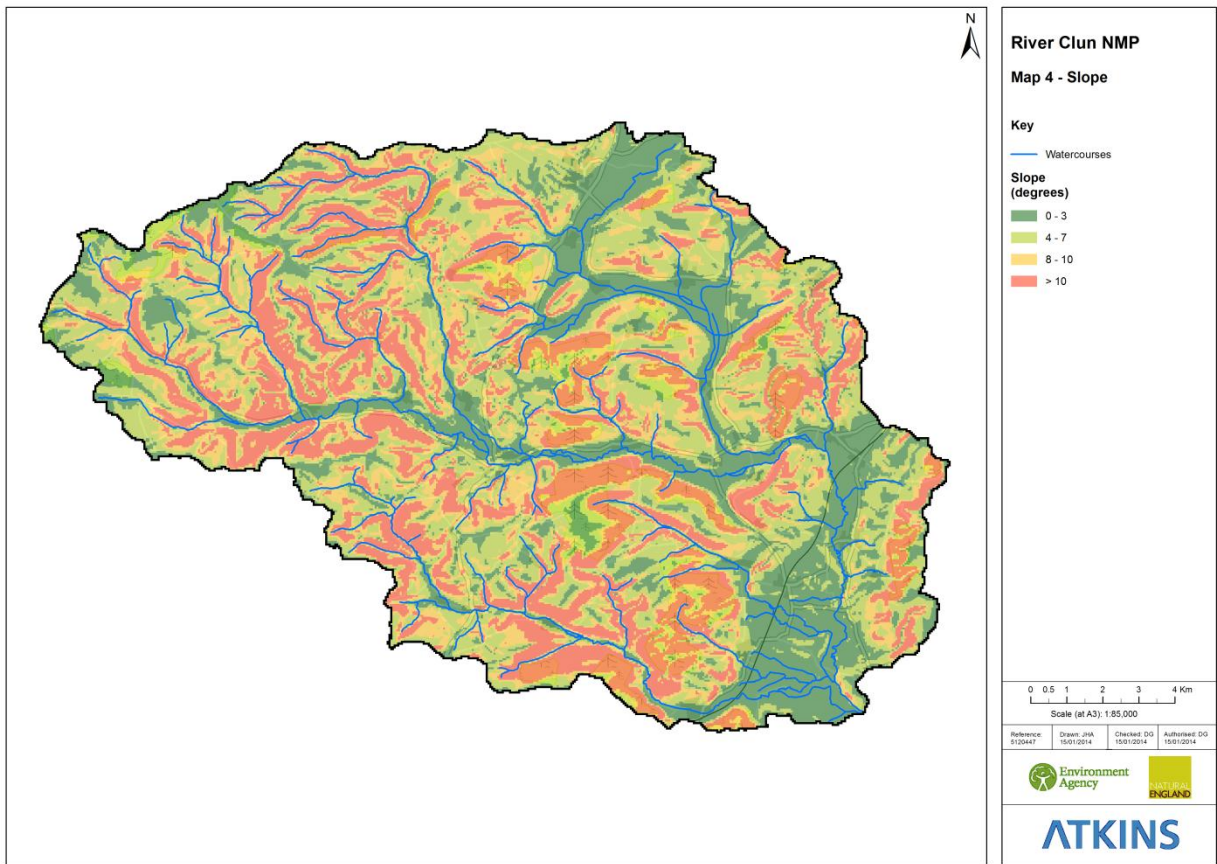 N
River Clun NMP
Map 4 - Slope
Key
Watercourses
Slope
(degrees)
0 - 3
4 - 7
8 - 10
> 10
0 0.5 1 2 3 4 Km
Scale (at A3): 1:85,000
Reference: Drawn: JHA Checked: DG Authorised: DG
5120447 15/01/2014 15/01/2014 15/01/2014
Environment
Agency
NATURAL
ENGLAND
ATKINS